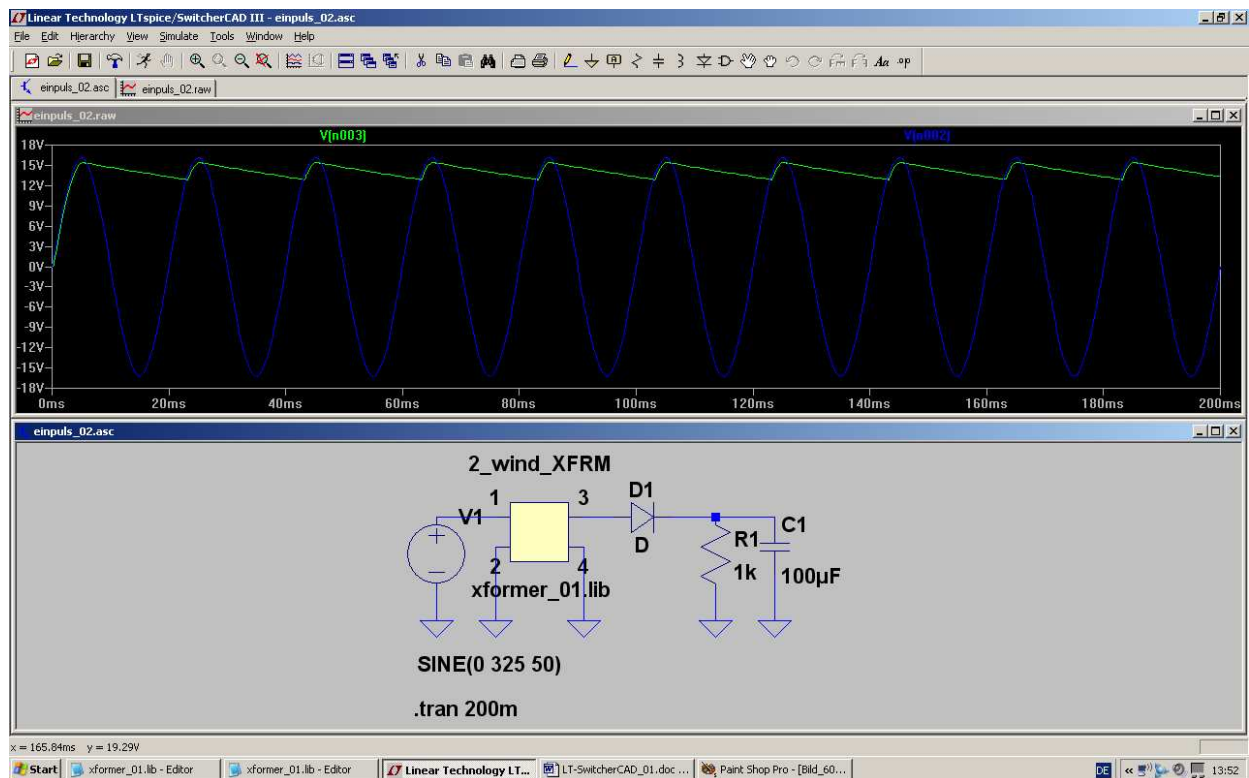 Linear Technology LTspice/SwitcherCAD III - einpuls_02.asc
File Edit Hierarchy View Simulate Tools Window Help
Aa .op
einpuls_02.asc einpuls_02.raw
einpuls_02.raw
V[n003] V[n002]
18V
15V
12V
9V
6V
3V
0V
-3V
-6V
-9V
-12V
-15V
-18V
0ms 20ms 40ms 60ms 80ms 100ms 120ms 140ms 160ms 180ms 200ms
einpuls_02.asc
2_wind_XFRM
1 3 D1
V1 C1
R1
D
2 4 1k 100µF
xformer_01.lib
SINE(0 325 50)
.tran 200m
x = 165.84ms y = 19.29V
Start xformer_01.lib - Editor xformer_01.lib - Editor Linear Technology LT... LT-SwitcherCAD_01.doc ... Paint Shop Pro - [Bild_60... DE 13:52